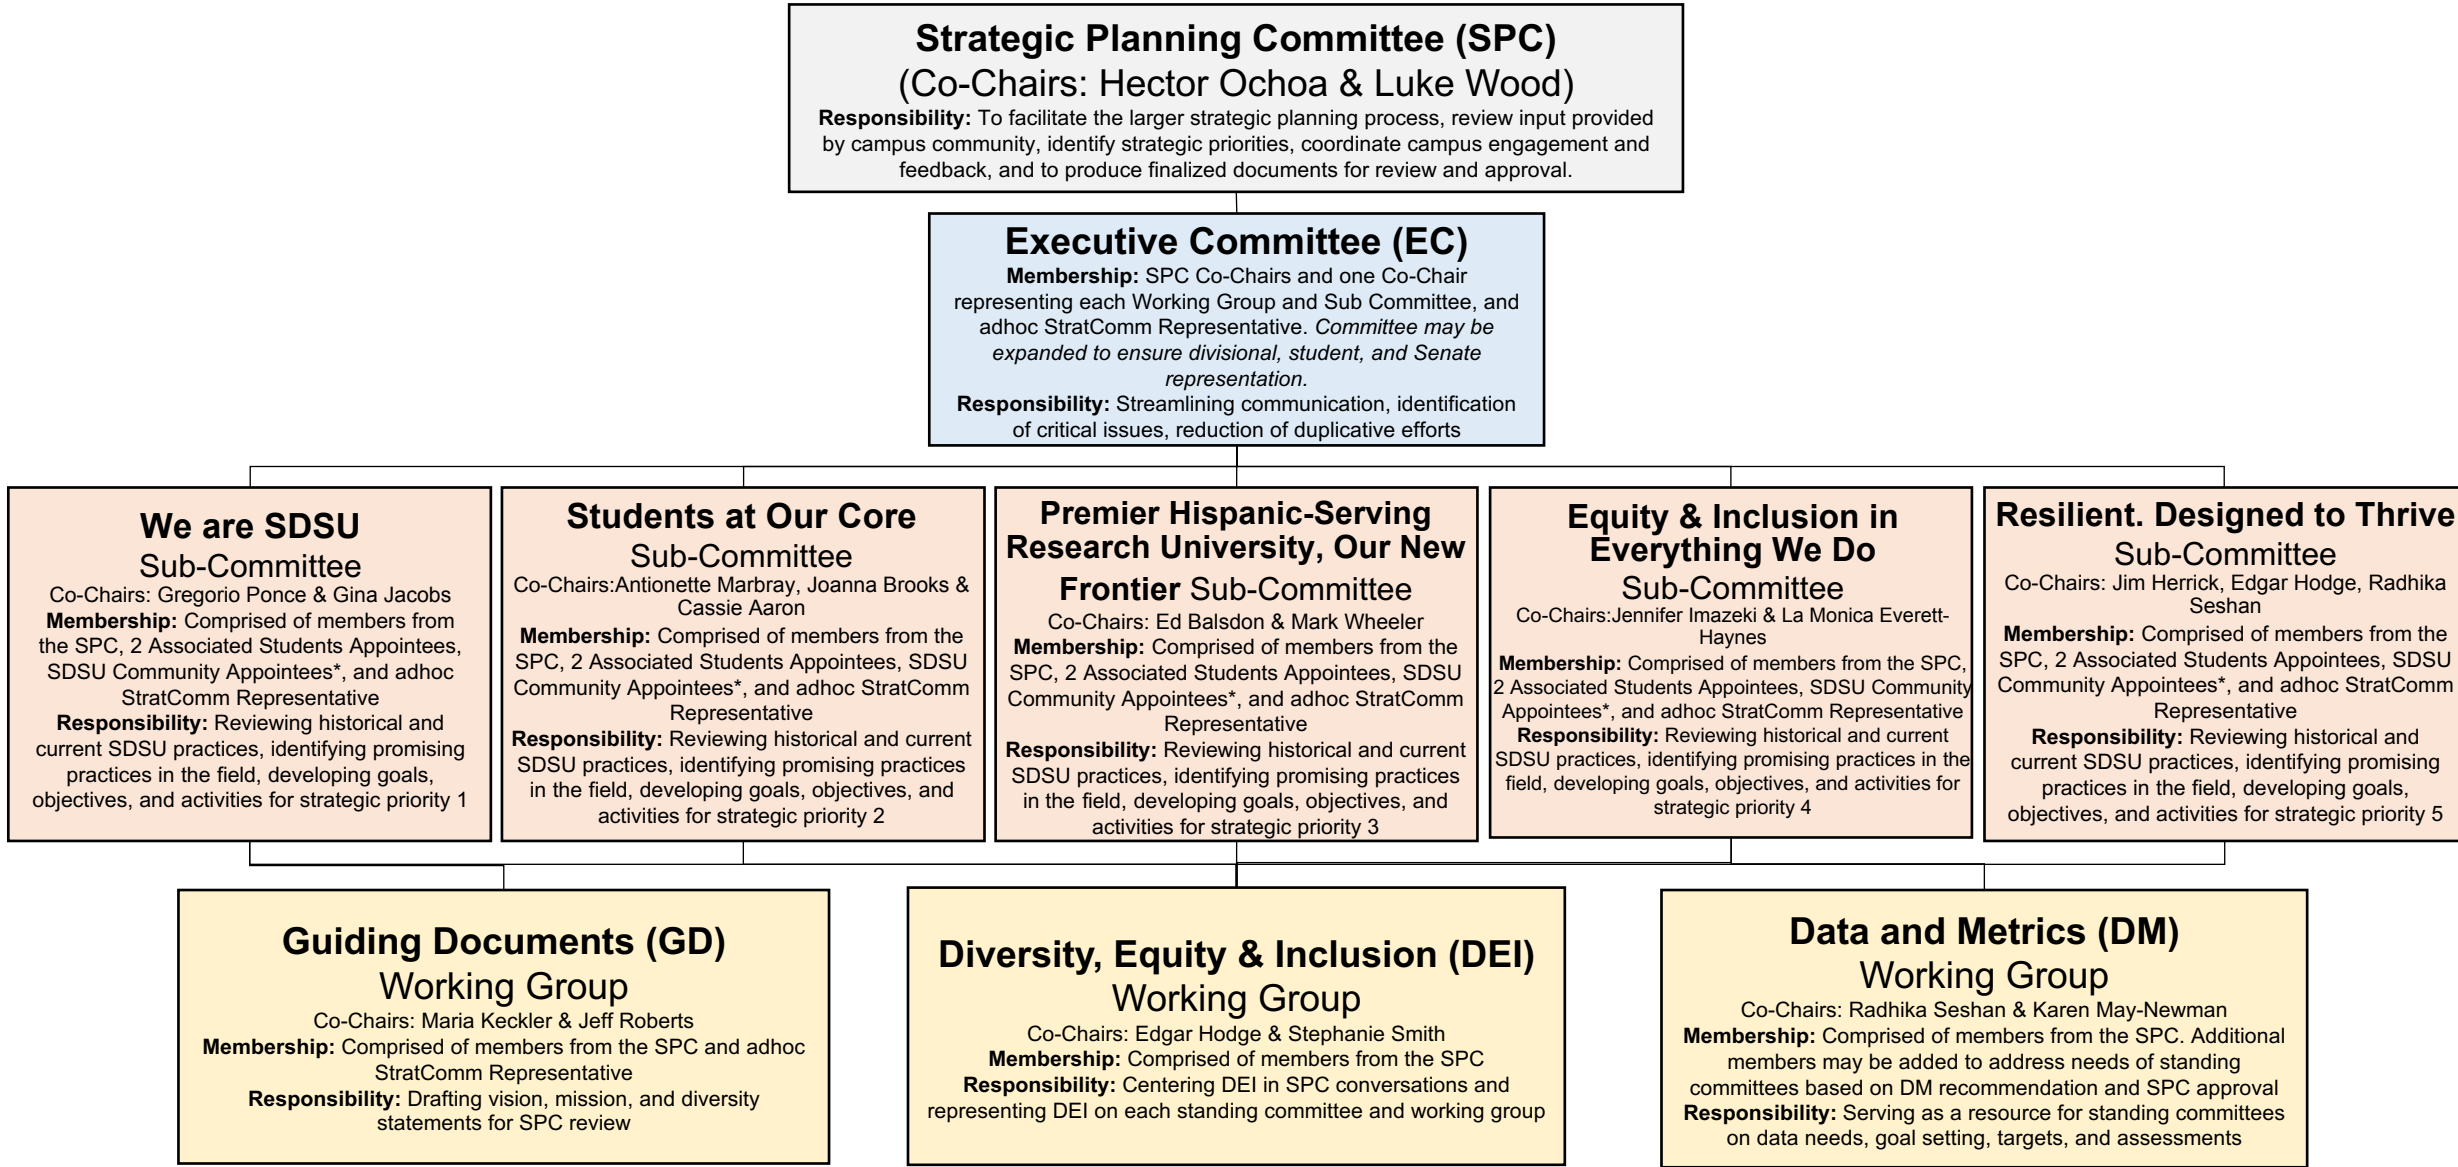 Strategic Planning Committee (SPC)
(Co-Chairs: Hector Ochoa & Luke Wood)
Responsibility: To facilitate the larger strategic planning process, review input provided
by campus community, identify strategic priorities, coordinate campus engagement and
feedback, and to produce finalized documents for review and approval.
Executive Committee (EC)
Membership: SPC Co-Chairs and one Co-Chair
representing each Working Group and Sub Committee, and
adhoc StratComm Representative. Committee may be
expanded to ensure divisional, student, and Senate
representation.
Responsibility: Streamlining communication, identification
of critical issues, reduction of duplicative efforts
We are SDSU
Sub-Committee
Co-Chairs: Gregorio Ponce & Gina Jacobs
Membership: Comprised of members from
the SPC, 2 Associated Students Appointees,
SDSU Community Appointees*, and adhoc
StratComm Representative
Responsibility: Reviewing historical and
current SDSU practices, identifying promising
practices in the field, developing goals,
objectives, and activities for strategic priority 1
Students at Our Core
Sub-Committee
Co-Chairs:Antionette Marbray, Joanna Brooks &
Cassie Aaron
Membership: Comprised of members from the
SPC, 2 Associated Students Appointees, SDSU
Community Appointees*, and adhoc StratComm
Representative
Responsibility: Reviewing historical and current
SDSU practices, identifying promising practices
in the field, developing goals, objectives, and
activities for strategic priority 2
Premier Hispanic-Serving
Research University, Our New
Frontier Sub-Committee
Co-Chairs: Ed Balsdon & Mark Wheeler
Membership: Comprised of members from the
SPC, 2 Associated Students Appointees, SDSU
Community Appointees*, and adhoc StratComm
Representative
Responsibility: Reviewing historical and current
SDSU practices, identifying promising practices
in the field, developing goals, objectives, and
activities for strategic priority 3
Equity & Inclusion in
Everything We Do
Sub-Committee
Co-Chairs:Jennifer Imazeki & La Monica Everett-
Haynes
Membership: Comprised of members from the SPC,
2 Associated Students Appointees, SDSU Community
Appointees*, and adhoc StratComm Representative
Responsibility: Reviewing historical and current
SDSU practices, identifying promising practices in the
field, developing goals, objectives, and activities for
strategic priority 4
Resilient. Designed to Thrive
Sub-Committee
Co-Chairs: Jim Herrick, Edgar Hodge, Radhika
Seshan
Membership: Comprised of members from the
SPC, 2 Associated Students Appointees, SDSU
Community Appointees*, and adhoc StratComm
Representative
Responsibility: Reviewing historical and
current SDSU practices, identifying promising
practices in the field, developing goals,
objectives, and activities for strategic priority 5
Guiding Documents (GD)
Working Group
Co-Chairs: Maria Keckler & Jeff Roberts
Membership: Comprised of members from the SPC and adhoc
StratComm Representative
Responsibility: Drafting vision, mission, and diversity
statements for SPC review
Diversity, Equity & Inclusion (DEI)
Working Group
Co-Chairs: Edgar Hodge & Stephanie Smith
Membership: Comprised of members from the SPC
Responsibility: Centering DEI in SPC conversations and
representing DEI on each standing committee and working group
Data and Metrics (DM)
Working Group
Co-Chairs: Radhika Seshan & Karen May-Newman
Membership: Comprised of members from the SPC. Additional
members may be added to address needs of standing
committees based on DM recommendation and SPC approval
Responsibility: Serving as a resource for standing committees
on data needs, goal setting, targets, and assessments